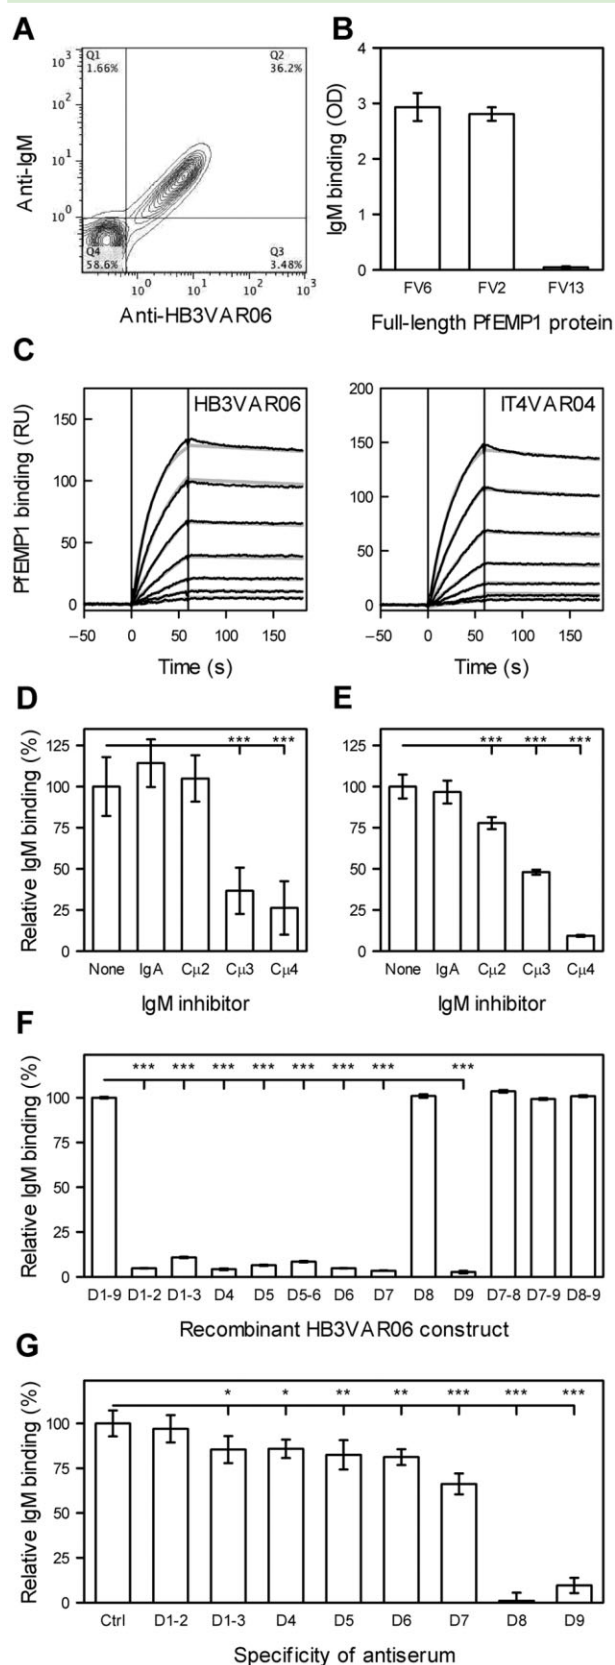 A
Q1
1.66%
Q2
36.2%
10³
10²
10¹
10⁰
Anti-IgM
Q4
58.6%
Q3
3.48%
10⁰ 10¹ 10² 10³
Anti-HB3VAR06
B
4
3
2
1
0
IgM binding (OD)
FV6 FV2 FV13
Full-length PfEMP1 protein
C
HB3VAR06
150
100
50
0
PfEMP1 binding (RU)
−50 0 50 100 150
Time (s)
IT4VAR04
200
150
100
50
0
−50 0 50 100 150
Time (s)
D
*** ***
125
100
75
50
25
0
Relative IgM binding (%)
None IgA Cμ2 Cμ3 Cμ4
IgM inhibitor
E
*** *** ***
125
100
75
50
25
0
None IgA Cμ2 Cμ3 Cμ4
IgM inhibitor
F
*** *** *** *** *** *** *** ***
100
75
50
25
0
Relative IgM binding (%)
D1-9 D1-2 D1-3 D4 D5 D5-6 D6 D7 D8 D9 D7-8 D7-9 D8-9
Recombinant HB3VAR06 construct
G
* * ** ** *** *** ***
100
75
50
25
0
Relative IgM binding (%)
Ctrl D1-2 D1-3 D4 D5 D6 D7 D8 D9
Specificity of antiserum